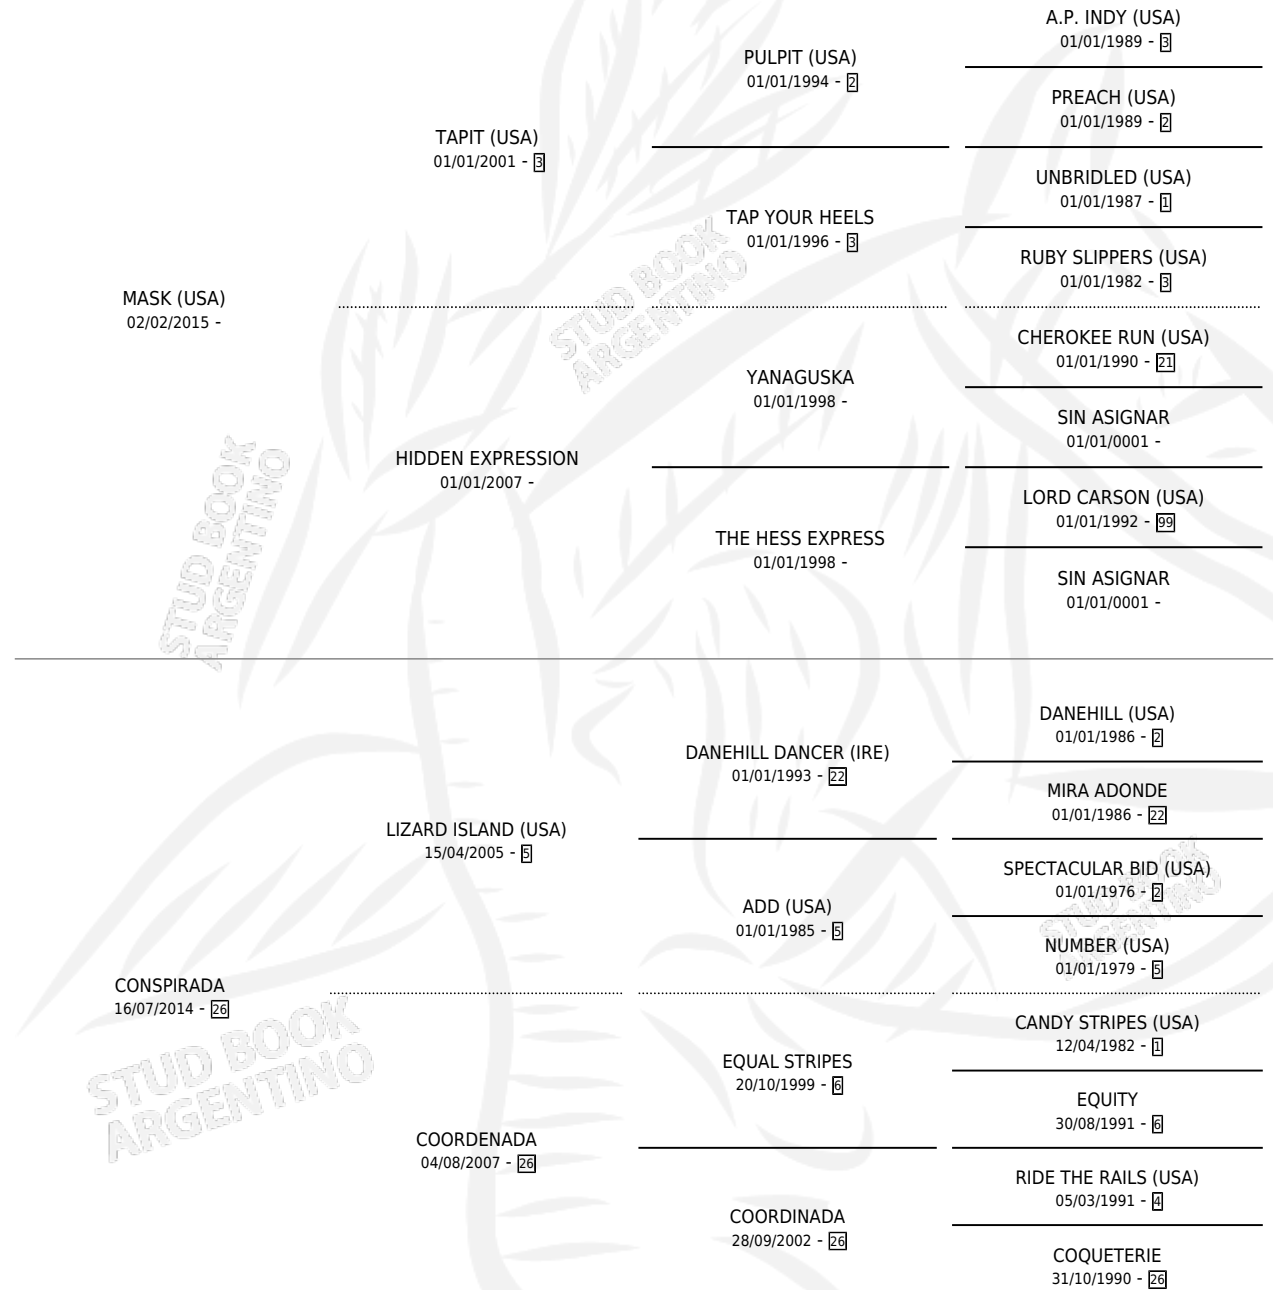 A.P. INDY (USA)
01/01/1989 - 3
PULPIT (USA)
01/01/1994 - 2
PREACH (USA)
01/01/1989 - 2
TAPIT (USA)
01/01/2001 - 3
UNBRIDLED (USA)
01/01/1987 - 1
TAP YOUR HEELS
01/01/1996 - 3
RUBY SLIPPERS (USA)
01/01/1982 - 3
MASK (USA)
02/02/2015 -
CHEROKEE RUN (USA)
01/01/1990 - 21
YANAGUSKA
01/01/1998 -
SIN ASIGNAR
01/01/0001 -
HIDDEN EXPRESSION
01/01/2007 -
LORD CARSON (USA)
01/01/1992 - 99
THE HESS EXPRESS
01/01/1998 -
SIN ASIGNAR
01/01/0001 -
STUD BOOK
ARGENTINO
STUD BOOK
ARGENTINO
DANEHILL (USA)
01/01/1986 - 2
DANEHILL DANCER (IRE)
01/01/1993 - 22
MIRA ADONDE
01/01/1986 - 22
LIZARD ISLAND (USA)
15/04/2005 - 5
SPECTACULAR BID (USA)
01/01/1976 - 2
ADD (USA)
01/01/1985 - 5
NUMBER (USA)
01/01/1979 - 5
CONSPIRADA
16/07/2014 - 26
CANDY STRIPES (USA)
12/04/1982 - 1
EQUAL STRIPES
20/10/1999 - 6
EQUITY
30/08/1991 - 6
COORDENADA
04/08/2007 - 26
RIDE THE RAILS (USA)
05/03/1991 - 4
COORDINADA
28/09/2002 - 26
COQUETERIE
31/10/1990 - 26
STUD BOOK
ARGENTINO
STUD BOOK
ARGENTINO